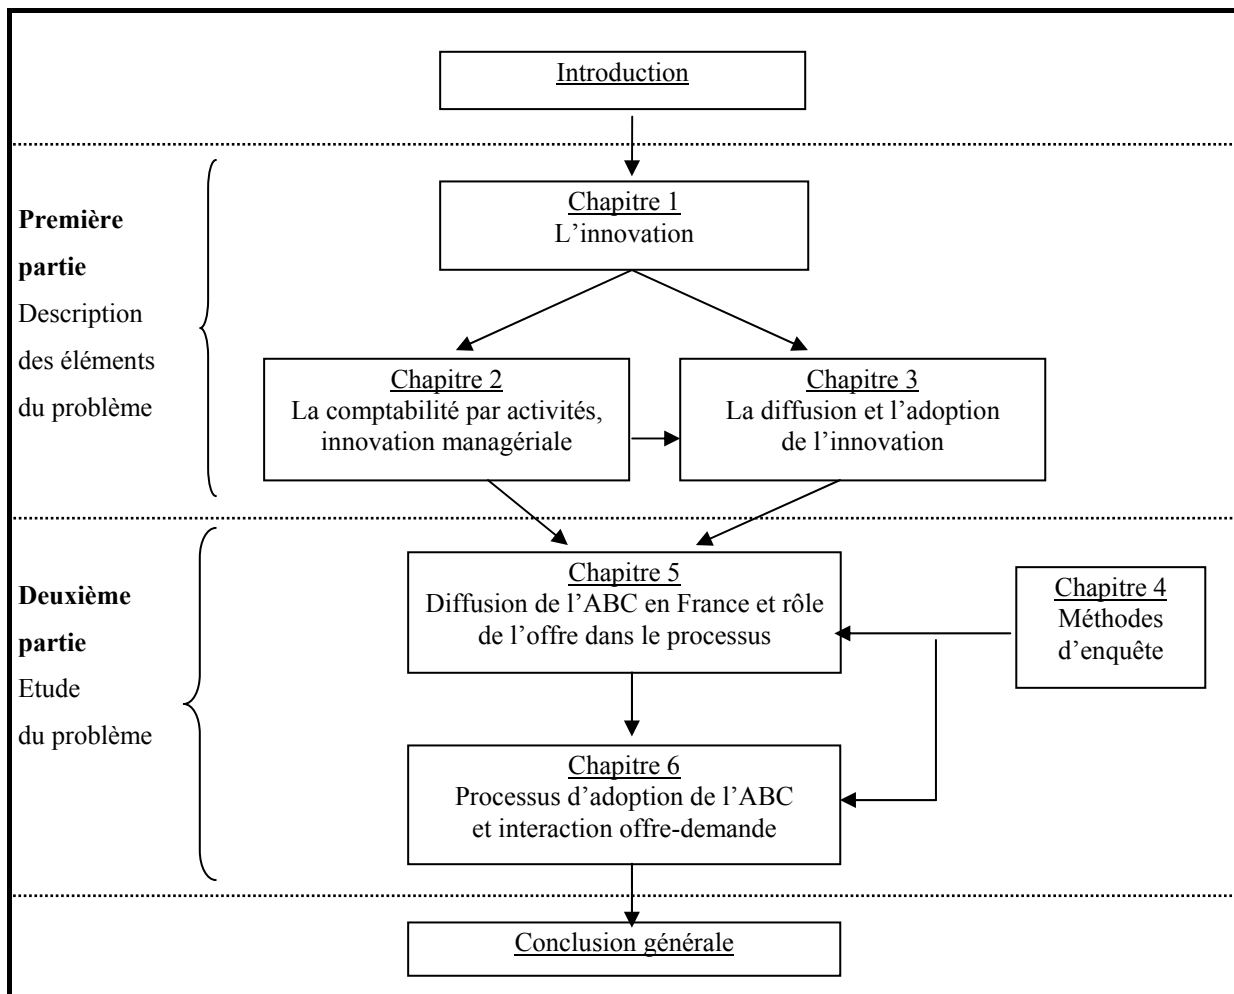 Introduction
Première
partie
Description
des éléments
du problème
Chapitre 1
L’innovation
Chapitre 2
La comptabilité par activités,
innovation managériale
Chapitre 3
La diffusion et l’adoption
de l’innovation
Deuxième
partie
Etude
du problème
Chapitre 5
Diffusion de l’ABC en France et rôle
de l’offre dans le processus
Chapitre 4
Méthodes
d’enquête
Chapitre 6
Processus d’adoption de l’ABC
et interaction offre-demande
Conclusion générale